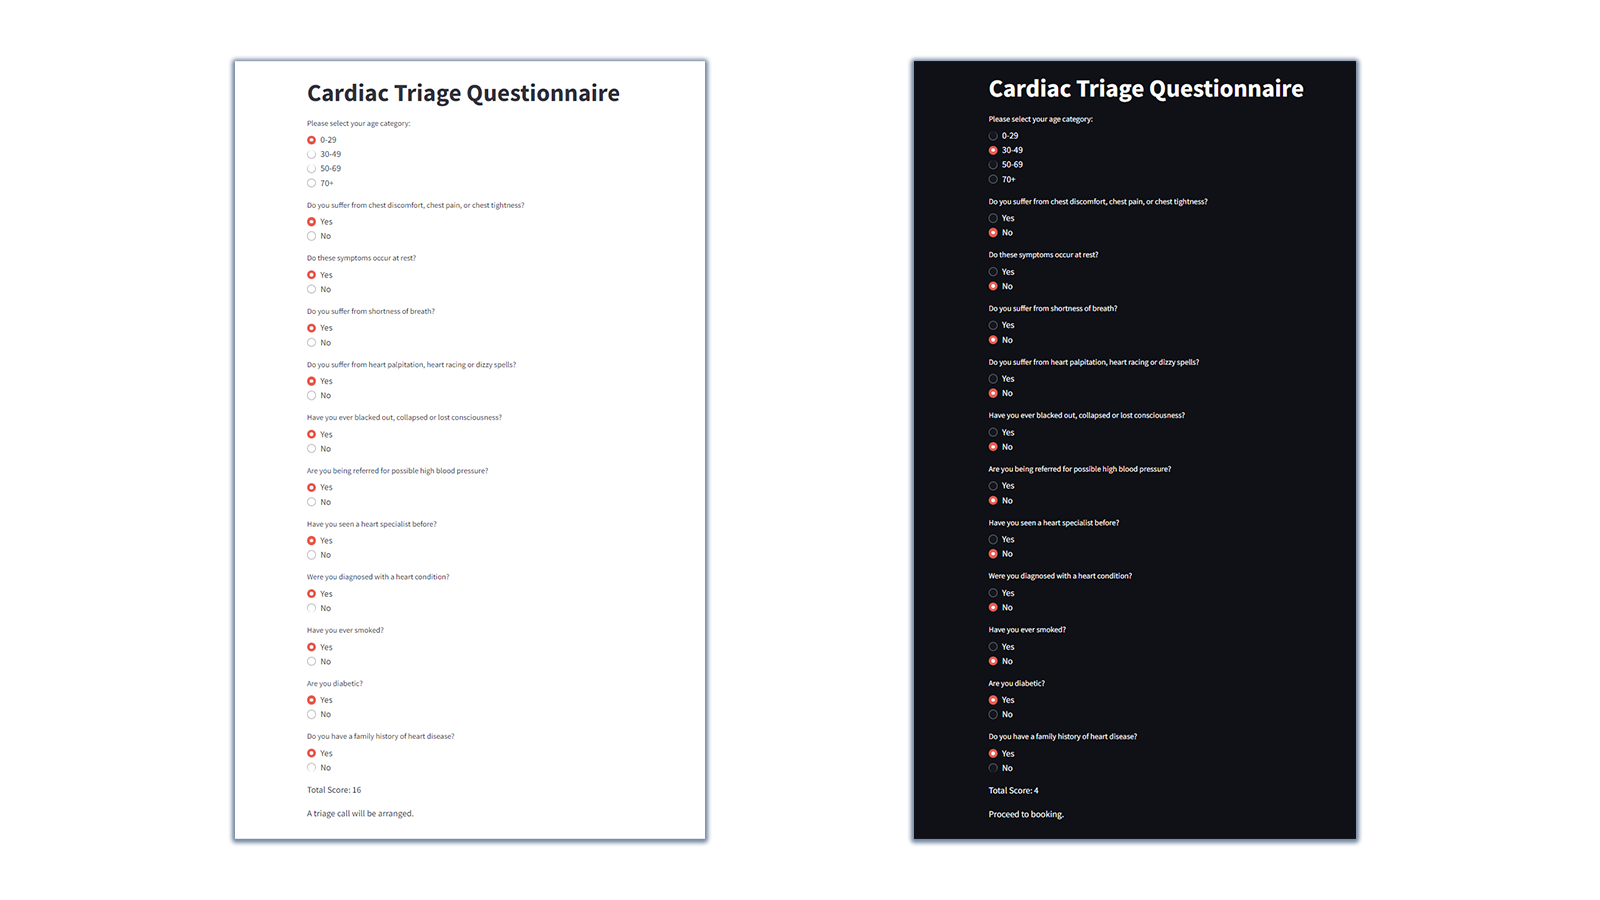 Cardiac Triage Questionnaire
Please select your age category:
0-29
30-49
50-69
70+
Do you suffer from chest discomfort, chest pain, or chest tightness?
Yes
No
Do these symptoms occur at rest?
Yes
No
Do you suffer from shortness of breath?
Yes
No
Do you suffer from heart palpitation, heart racing or dizzy spells?
Yes
No
Have you ever blacked out, collapsed or lost consciousness?
Yes
No
Are you being referred for possible high blood pressure?
Yes
No
Have you seen a heart specialist before?
Yes
No
Were you diagnosed with a heart condition?
Yes
No
Have you ever smoked?
Yes
No
Are you diabetic?
Yes
No
Do you have a family history of heart disease?
Yes
No
Total Score: 16
A triage call will be arranged.
Cardiac Triage Questionnaire
Please select your age category:
0-29
30-49
50-69
70+
Do you suffer from chest discomfort, chest pain, or chest tightness?
Yes
No
Do these symptoms occur at rest?
Yes
No
Do you suffer from shortness of breath?
Yes
No
Do you suffer from heart palpitation, heart racing or dizzy spells?
Yes
No
Have you ever blacked out, collapsed or lost consciousness?
Yes
No
Are you being referred for possible high blood pressure?
Yes
No
Have you seen a heart specialist before?
Yes
No
Were you diagnosed with a heart condition?
Yes
No
Have you ever smoked?
Yes
No
Are you diabetic?
Yes
No
Do you have a family history of heart disease?
Yes
No
Total Score: 4
Proceed to booking.